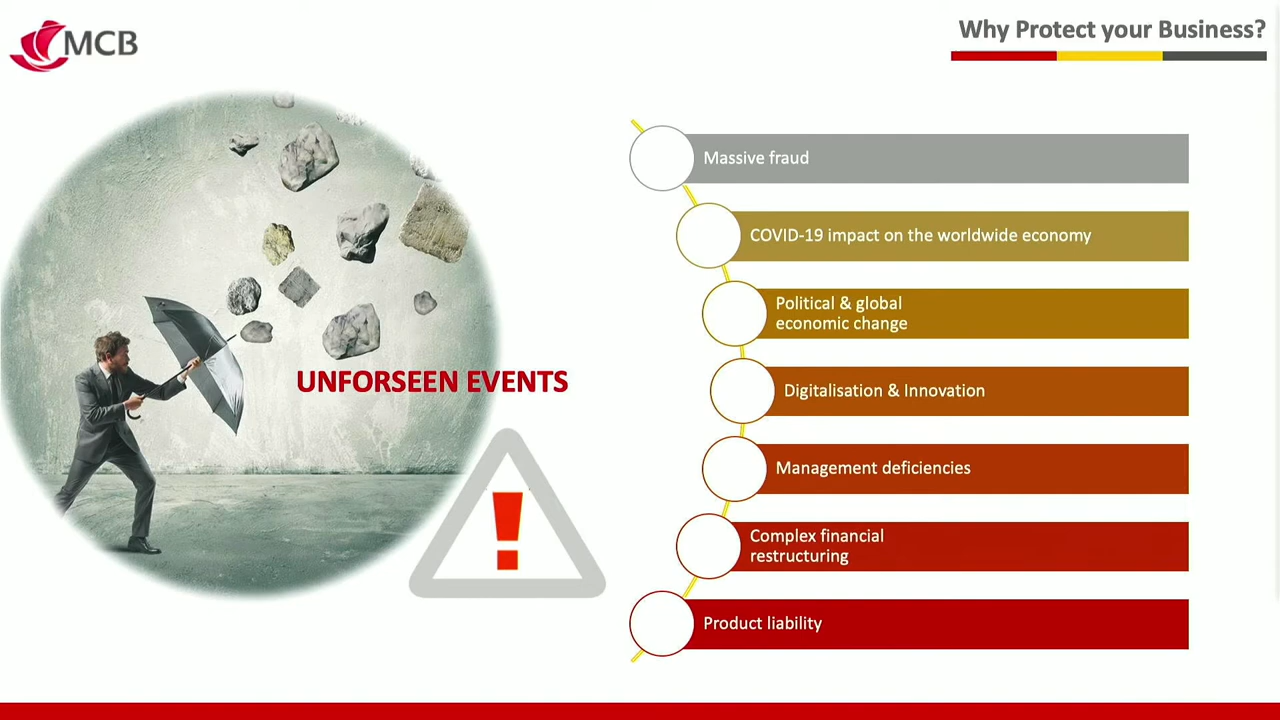 MCB
Why Protect your Business?
UNFORSEEN EVENTS
!
Massive fraud
COVID-19 impact on the worldwide economy
Political & global
economic change
Digitalisation & Innovation
Management deficiencies
Complex financial
restructuring
Product liability